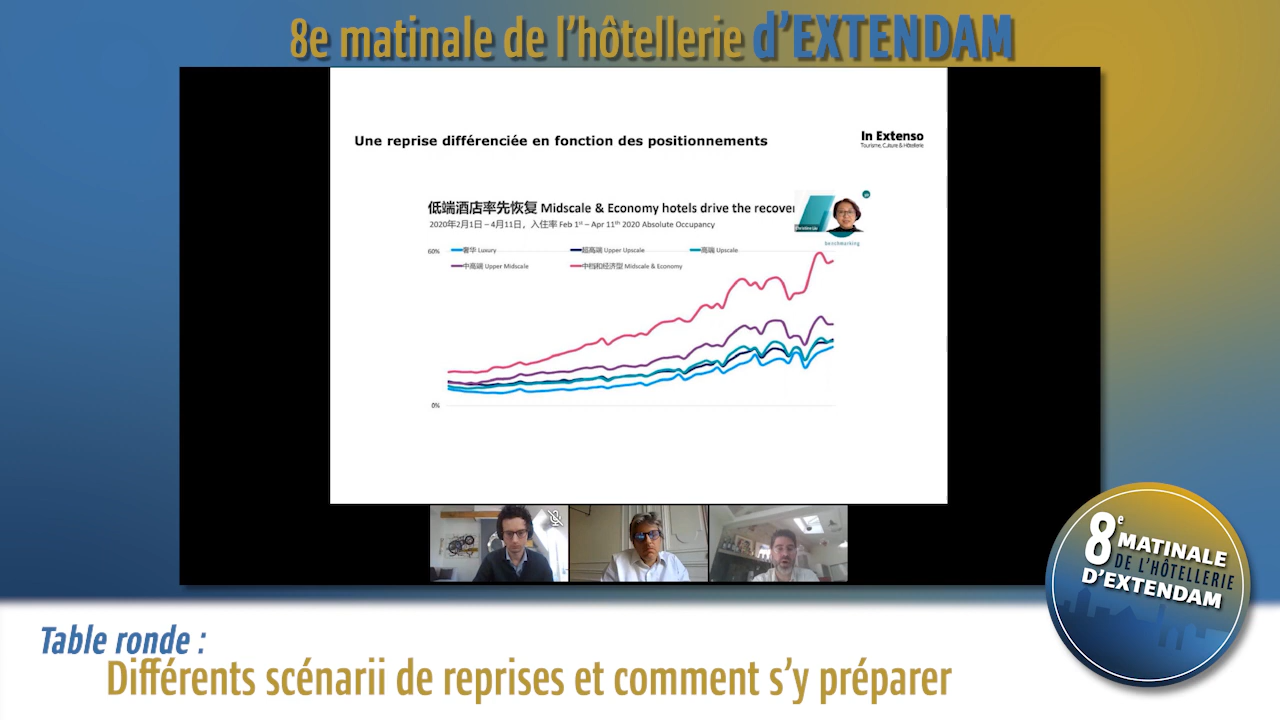 8e matinale de l'hôtellerie d'EXTENDAM
Une reprise différenciée en fonction des positionnements
In Extenso
Tourisme, Culture & Hôtellerie
低端酒店率先恢复 Midscale & Economy hotels drive the recover
2020年2月1日 – 4月11日，入住率 Feb 1st – Apr 11th 2020 Absolute Occupancy
benchmarking
60%
奢华 Luxury
超高端 Upper Upscale
高端 Upscale
中高端 Upper Midscale
中档和经济型 Midscale & Economy
0%
8e
MATINALE
DE L'HÔTELLERIE
D'EXTENDAM
Table ronde :
Différents scénarii de reprises et comment s'y préparer